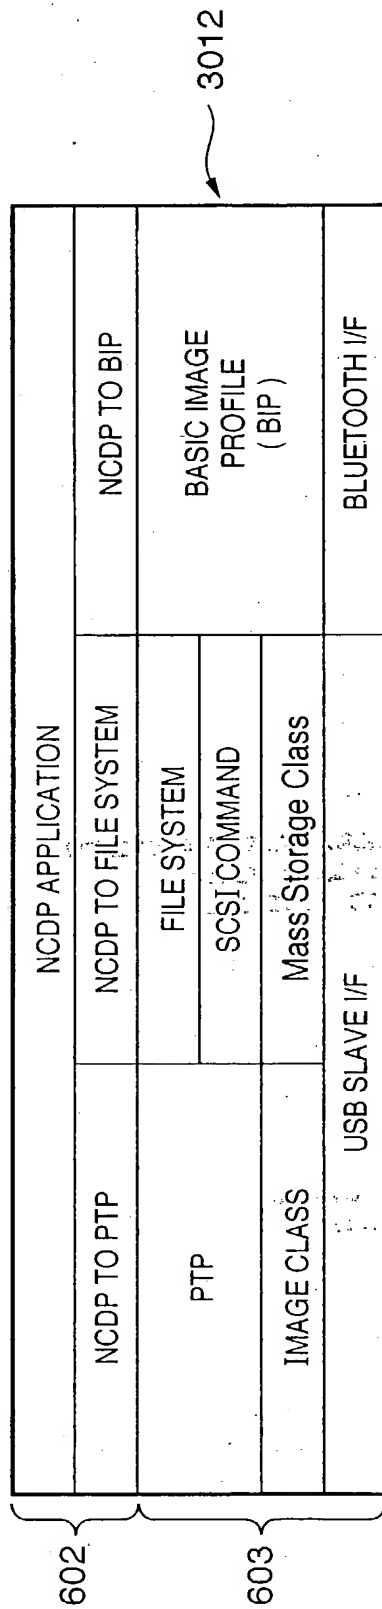 3012
602
603
NCDP APPLICATION
NCDP TO PTP
NCDP TO FILE SYSTEM
NCDP TO BIP
PTP
FILE SYSTEM
SCSI COMMAND
BASIC IMAGE
PROFILE
(BIP)
IMAGE CLASS
Mass Storage Class
USB SLAVE I/F
BLUETOOTH I/F